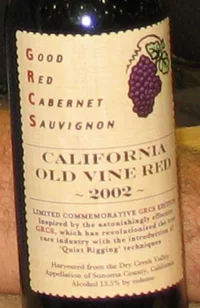 GOOD
RED
CABERNET
SAUVIGNON
CALIFORNIA
OLD VINE RED
~ 2002 ~
LIMITED COMMEMORATIVE GRCS EDITION
Inspired by the astonishingly effective
GRCS, which has revolutionized the
rare industry with the introduction of
'Quiet Rigging' techniques
Harvested from the Dry Creek Valley
Appellation of Sonoma County, California
Alcohol 13.5% by volume